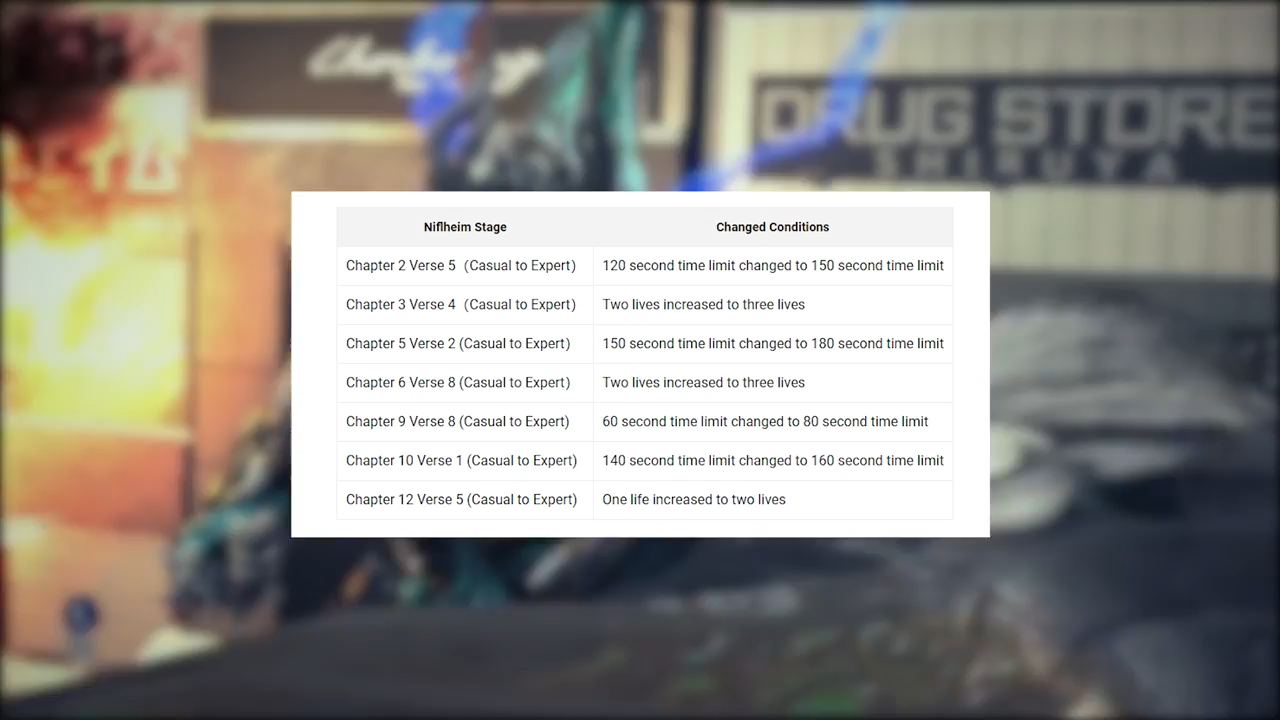 DRUG STORE
SHIRUYA
Niflheim Stage Changed Conditions
Chapter 2 Verse 5 (Casual to Expert) 120 second time limit changed to 150 second time limit
Chapter 3 Verse 4 (Casual to Expert) Two lives increased to three lives
Chapter 5 Verse 2 (Casual to Expert) 150 second time limit changed to 180 second time limit
Chapter 6 Verse 8 (Casual to Expert) Two lives increased to three lives
Chapter 9 Verse 8 (Casual to Expert) 60 second time limit changed to 80 second time limit
Chapter 10 Verse 1 (Casual to Expert) 140 second time limit changed to 160 second time limit
Chapter 12 Verse 5 (Casual to Expert) One life increased to two lives